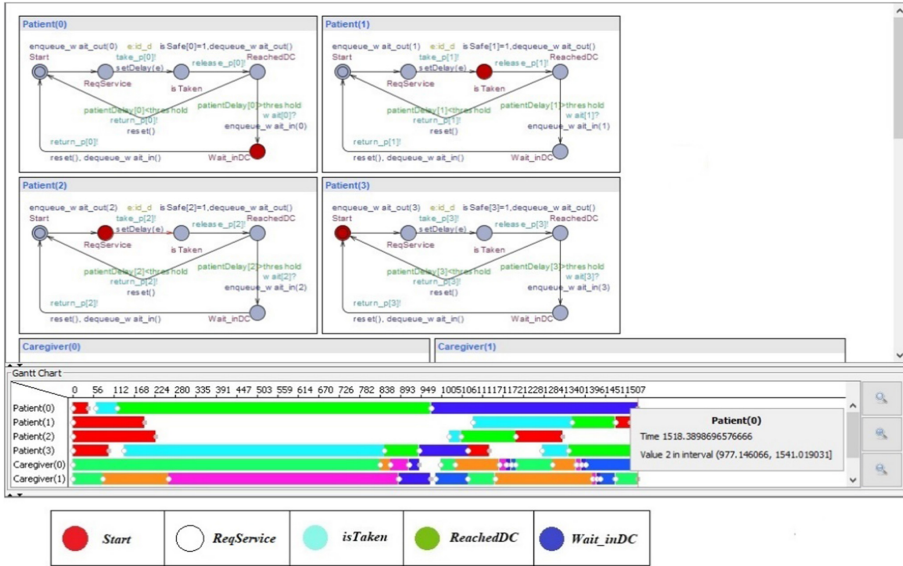 Patient(0)
enqueue_wait_out(0) e:id_d isSafe[0]=1,dequeue_wait_out()
Start take_p[0]! ReachedDC
setDelay(e) release_p[0]!
ReqService isTaken
patientDelay[0]<threshold patientDelay[0]>threshold
return_p[0]! wait[0]?
reset() enqueue_wait_in(0)
return_p[0]!
reset(), dequeue_wait_in() Wait_inDC
Patient(1)
enqueue_wait_out(1) e:id_d isSafe[1]=1,dequeue_wait_out()
Start take_p[1]! ReachedDC
setDelay(e) release_p[1]!
ReqService isTaken
patientDelay[1]<threshold patientDelay[1]>threshold
return_p[1]! wait[1]?
reset() enqueue_wait_in(1)
return_p[1]!
reset(), dequeue_wait_in() Wait_inDC
Patient(2)
enqueue_wait_out(2) e:id_d isSafe[2]=1,dequeue_wait_out()
Start take_p[2]! ReachedDC
setDelay(e) release_p[2]!
ReqService isTaken
patientDelay[2]<threshold patientDelay[2]>threshold
return_p[2]! wait[2]?
reset() enqueue_wait_in(2)
return_p[2]!
reset(), dequeue_wait_in() Wait_inDC
Patient(3)
enqueue_wait_out(3) e:id_d isSafe[3]=1,dequeue_wait_out()
Start take_p[3]! ReachedDC
setDelay(e) release_p[3]!
ReqService isTaken
patientDelay[3]<threshold patientDelay[3]>threshold
return_p[3]! wait[3]?
reset() enqueue_wait_in(3)
return_p[3]!
reset(), dequeue_wait_in() Wait_inDC
Caregiver(0) Caregiver(1)
Gantt Chart
0 56 112 168 224 280 335 391 447 503 559 614 670 726 782 838 893 949 1005 1061 1117 1172 1228 1284 1340 1396 1451 1507
Patient(0)
Patient(1)
Patient(2)
Patient(3)
Caregiver(0)
Caregiver(1)
Patient(0)
Time 1518.3898696576666
Value 2 in interval (977.146066, 1541.019031]
Start ReqService isTaken ReachedDC Wait_inDC